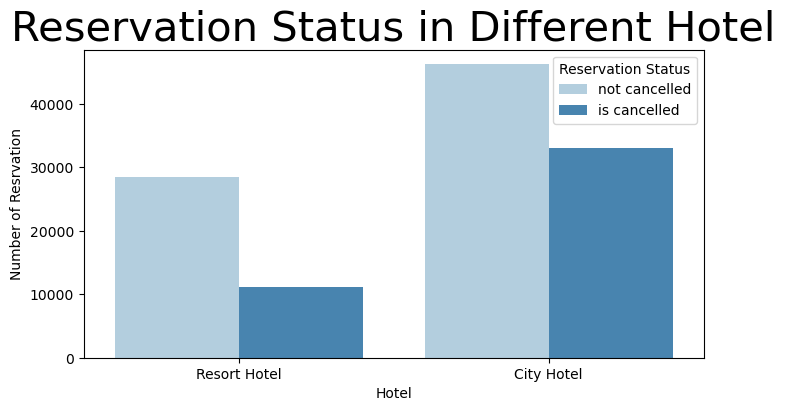 Reservation Status in Different Hotel
Reservation Status
not cancelled
is cancelled
Number of Resrvation
40000
30000
20000
10000
0
Resort Hotel
City Hotel
Hotel